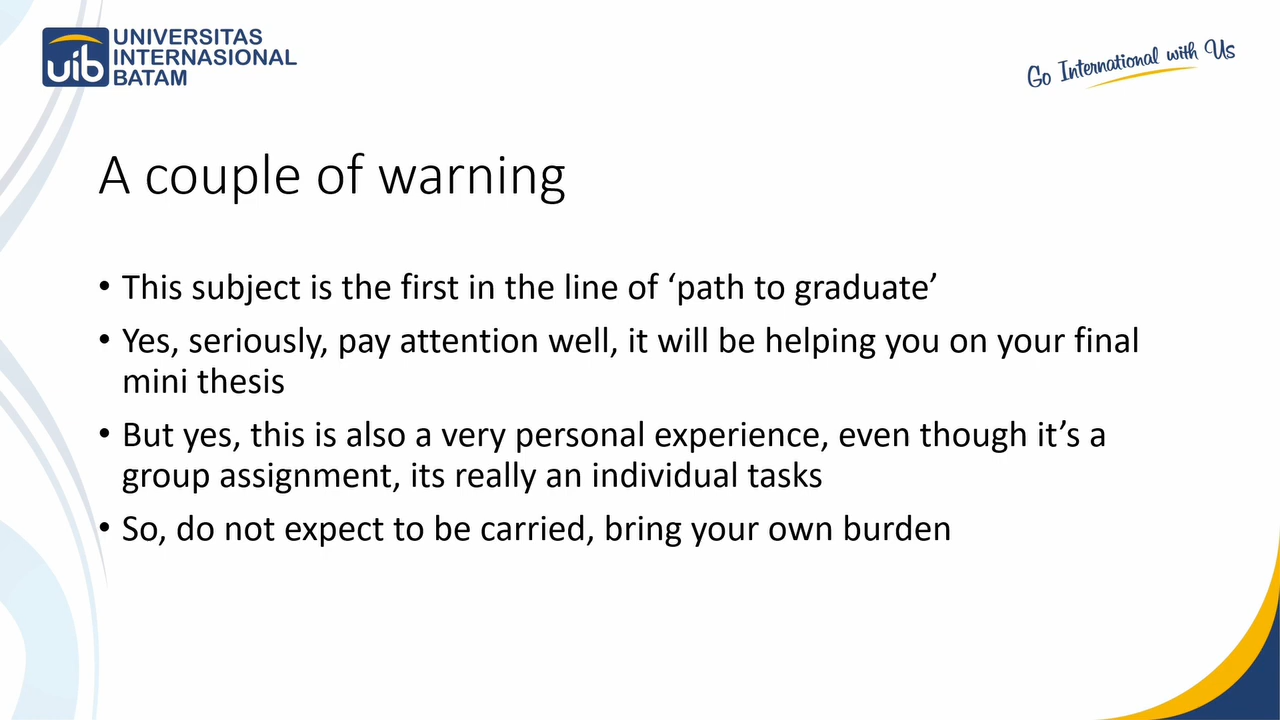 UNIVERSITAS
INTERNASIONAL
BATAM
uib
Go International with Us
A couple of warning
• This subject is the first in the line of ‘path to graduate’
• Yes, seriously, pay attention well, it will be helping you on your final
mini thesis
• But yes, this is also a very personal experience, even though it’s a
group assignment, its really an individual tasks
• So, do not expect to be carried, bring your own burden